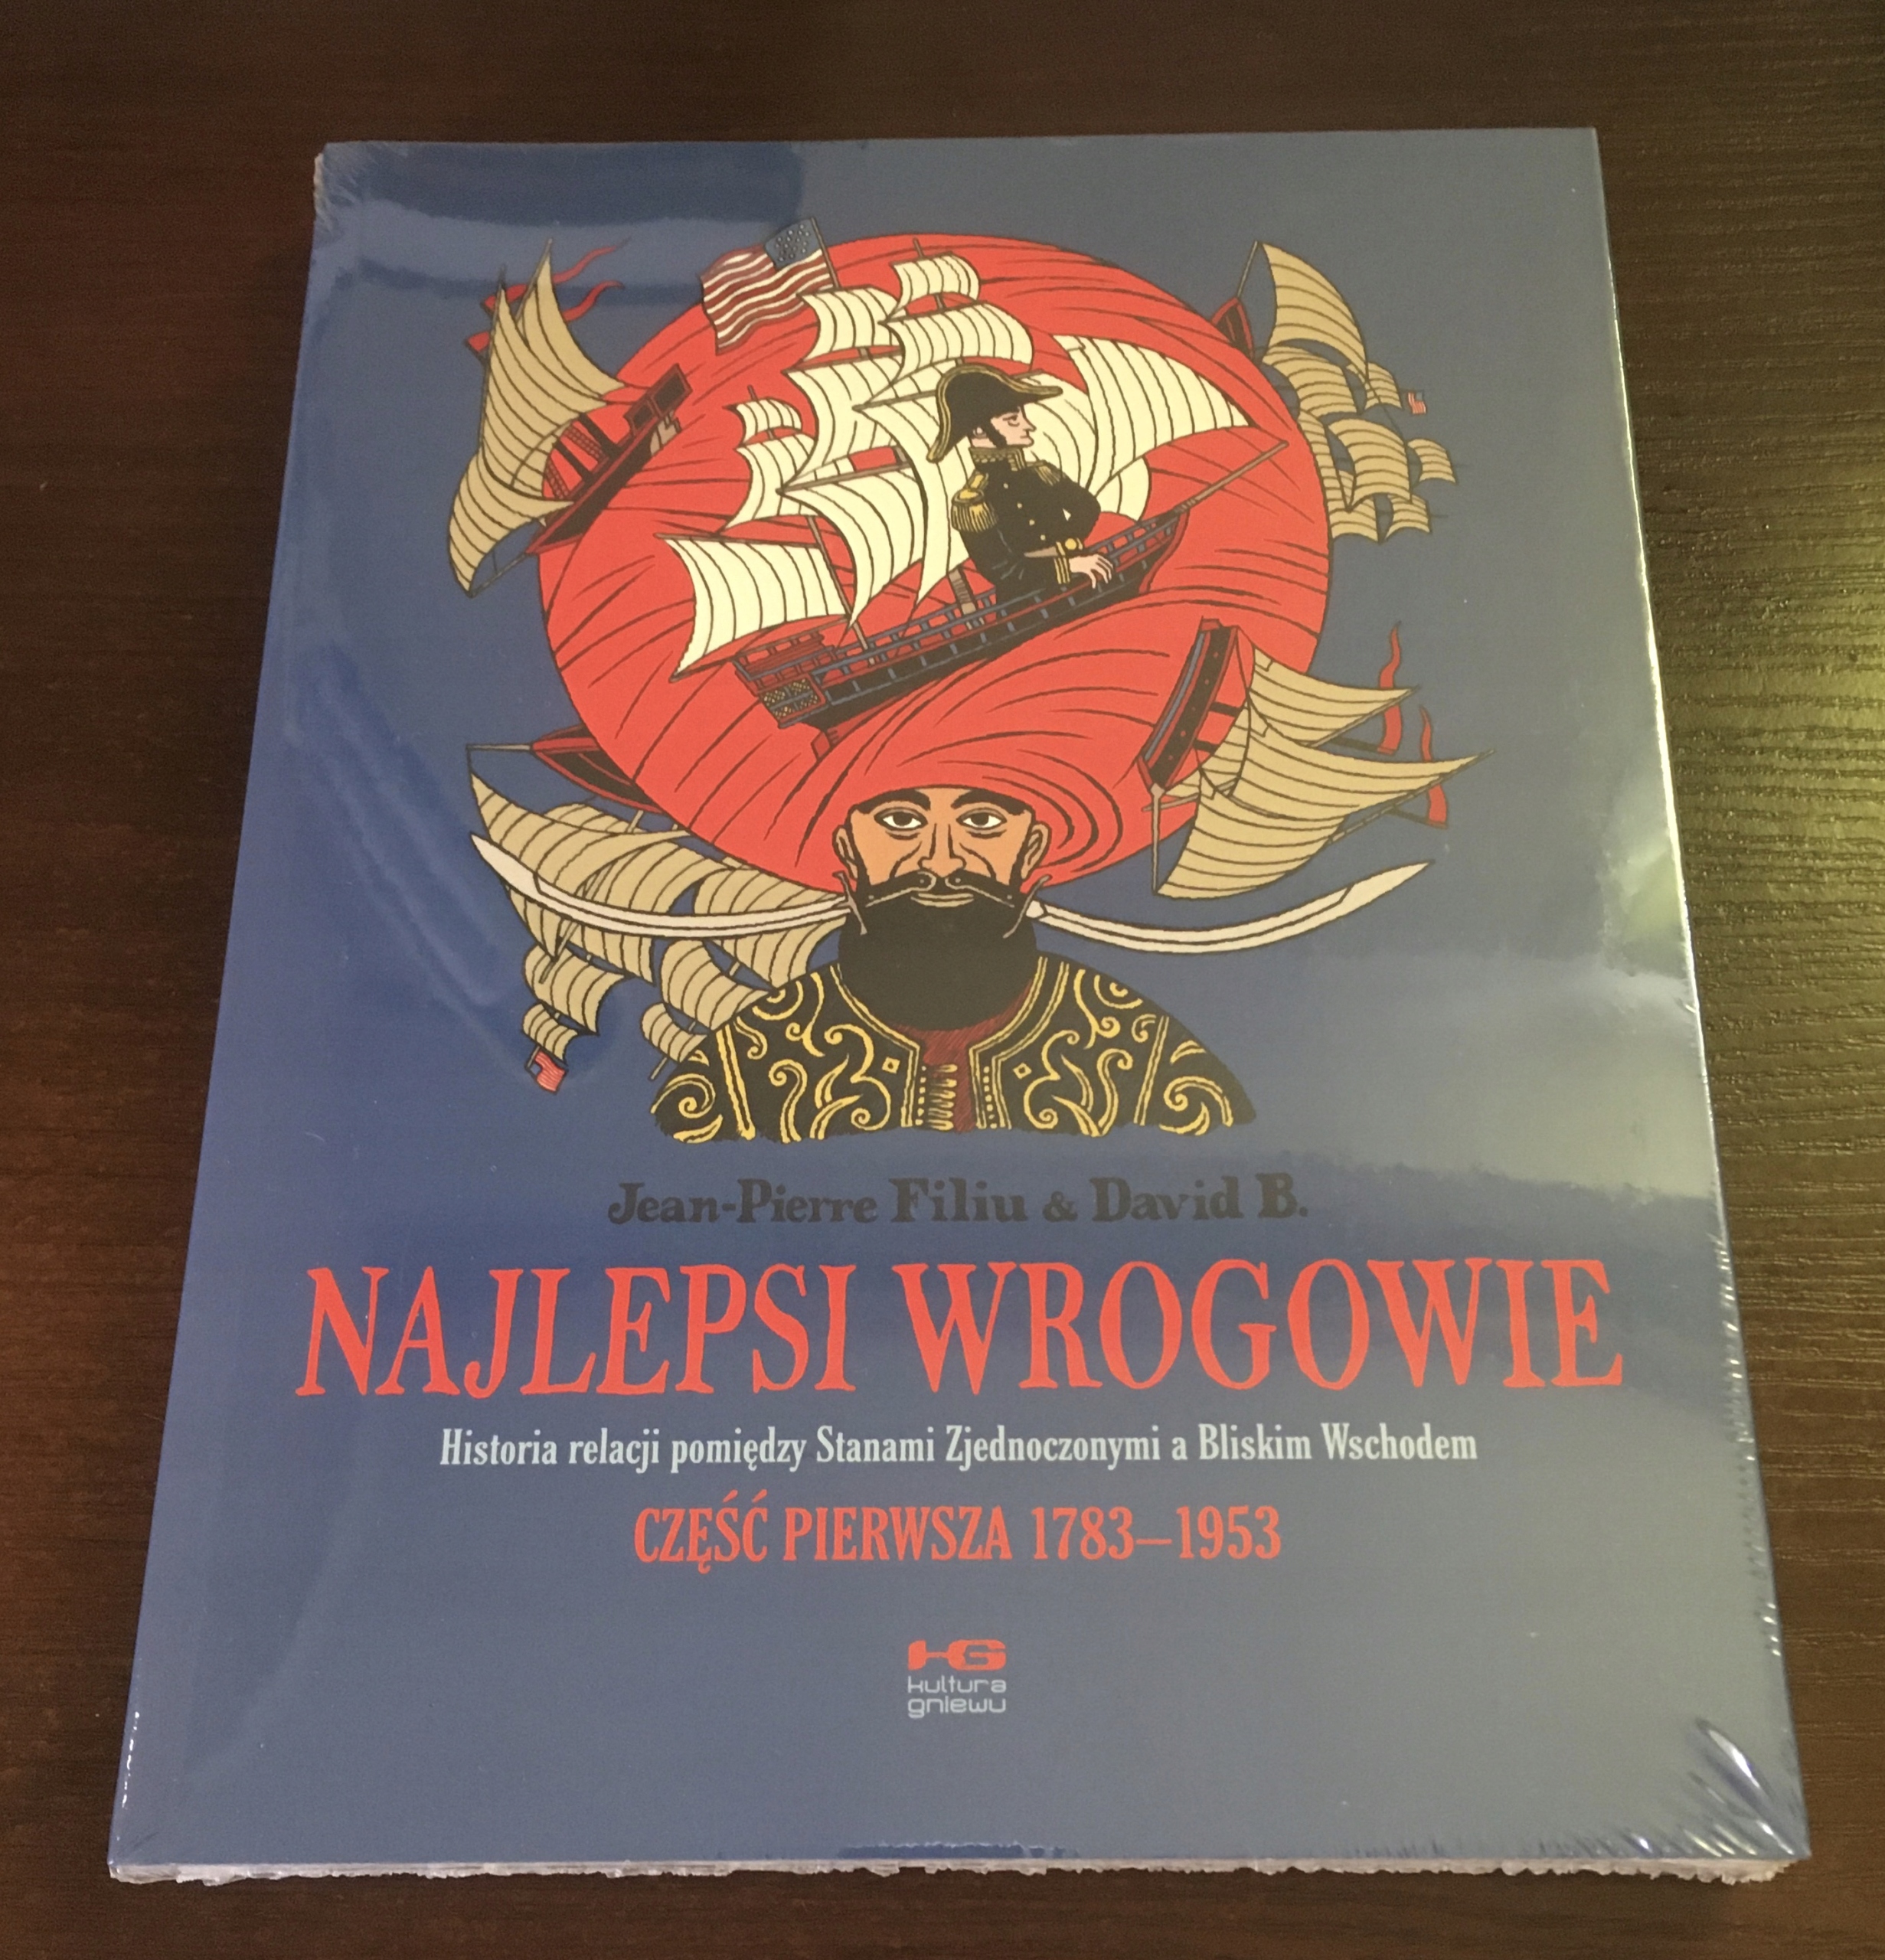 Jean-Pierre Filiu & David B.
NAJLEPSI WROGOWIE
Historia relacji pomiędzy Stanami Zjednoczonymi a Bliskim Wschodem
CZĘŚĆ PIERWSZA 1783–1953
KG
kultura
gniewu